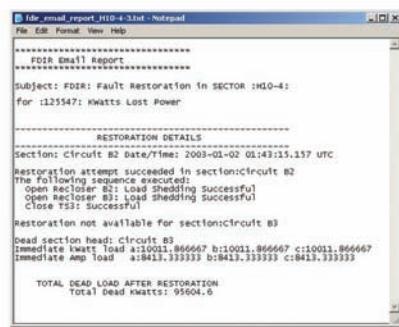 fdir_email_report_H10-4-3.txt - Notepad
File Edit Format View Help
********************************
FDIR Email Report
********************************
Subject: FDIR: Fault Restoration in SECTOR :H10-4:
for :125547: KWatts Lost Power
--------------------------------------------------
RESTORATION DETAILS
--------------------------------------------------
Section: Circuit B2 Date/Time: 2003-01-02 01:43:15.157 UTC
Restoration attempt succeeded in section:Circuit B2
The following sequence executed:
Open Recloser B2: Load Shedding Successful
Open Recloser B3: Load Shedding Successful
Close TS3: Successful
Restoration not available for section:Circuit B3
Dead section head: Circuit B3
Immediate kWatt load a:10011.866667 b:10011.866667 c:10011.866667
Immediate Amp load a:8413.333333 b:8413.333333 c:8413.333333
TOTAL DEAD LOAD AFTER RESTORATION
Total Dead KWatts: 95604.6